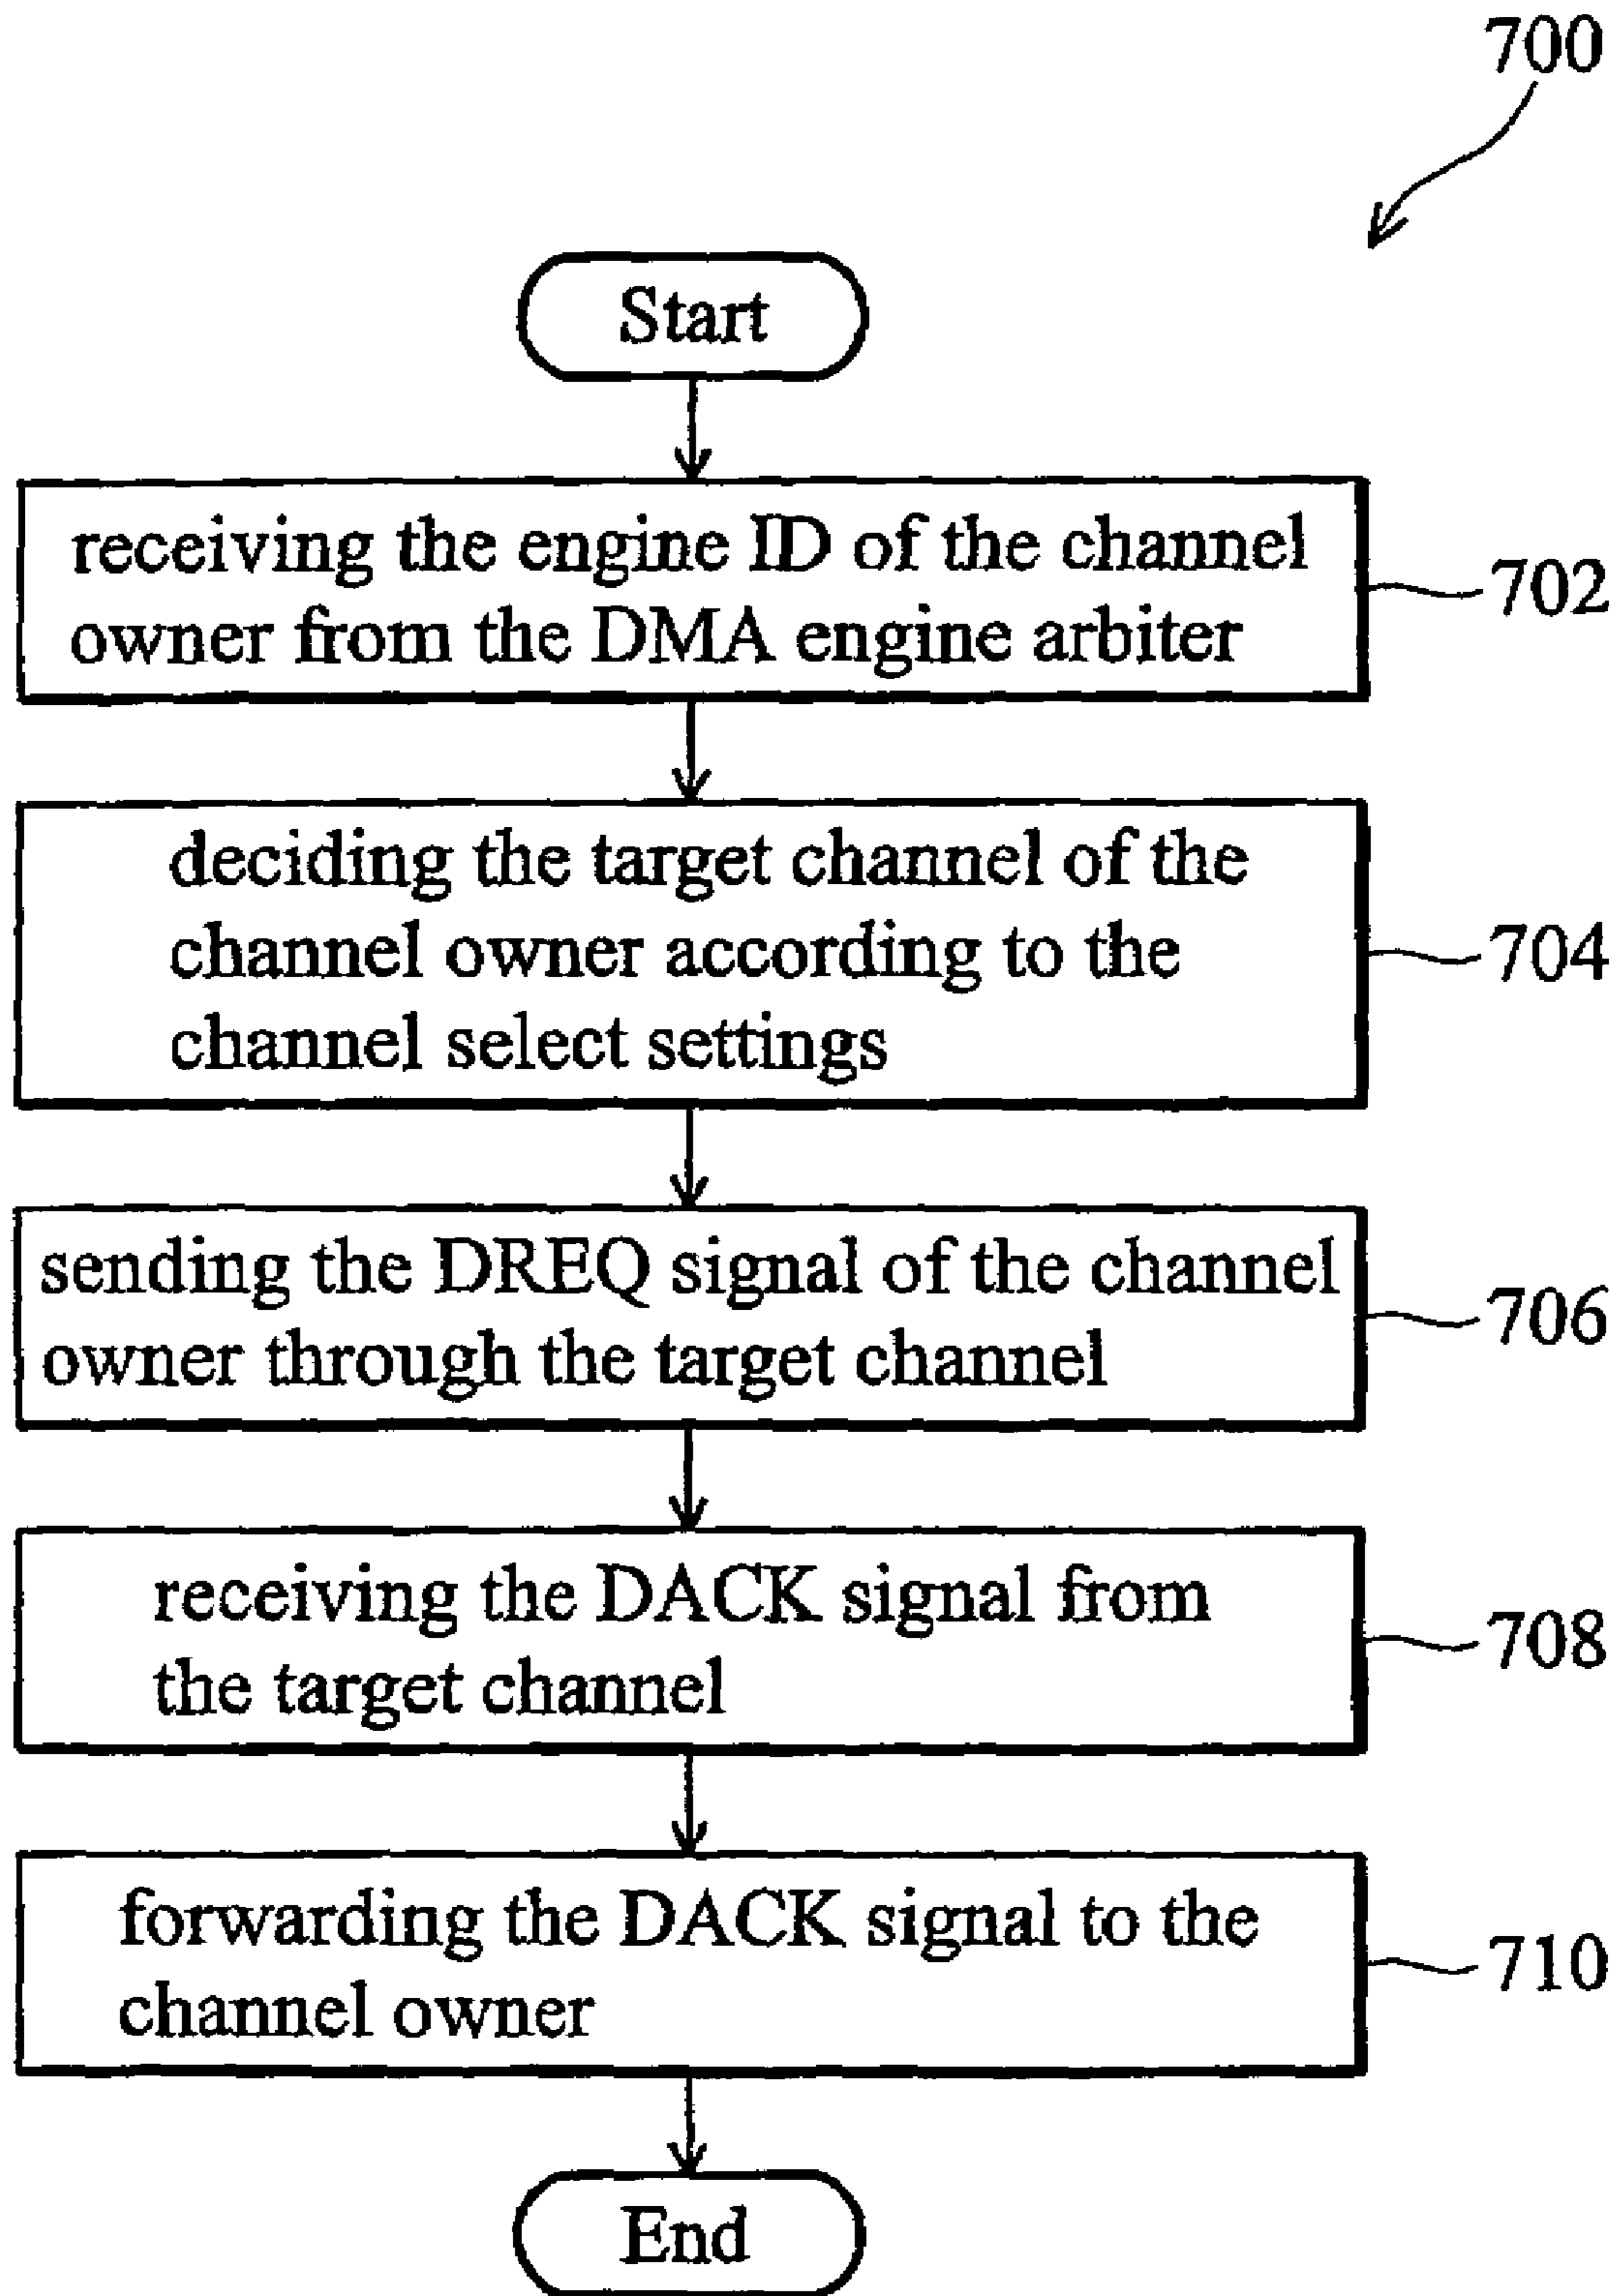 700
Start
receiving the engine ID of the channel
owner from the DMA engine arbiter
702
deciding the target channel of the
channel owner according to the
channel select settings
704
sending the DREQ signal of the channel
owner through the target channel
706
receiving the DACK signal from
the target channel
708
forwarding the DACK signal to the
channel owner
710
End